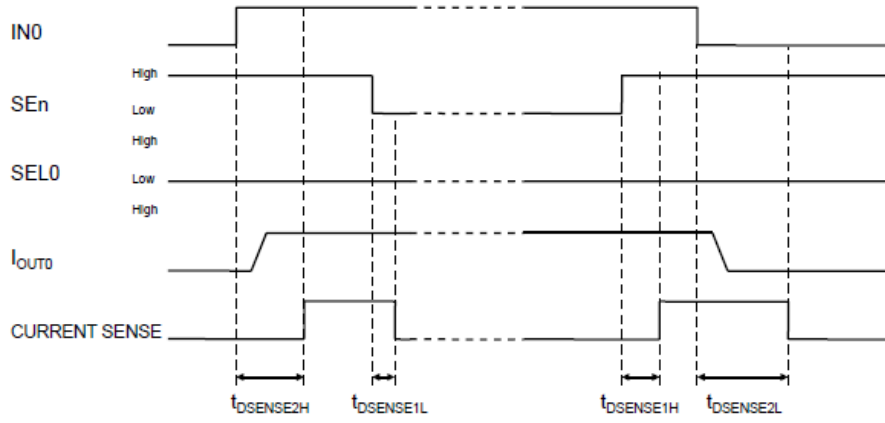 IN0
High
SEn
Low
High
SEL0
Low
High
IOUT0
CURRENT SENSE
tDSENSE2H
tDSENSE1L
tDSENSE1H
tDSENSE2L